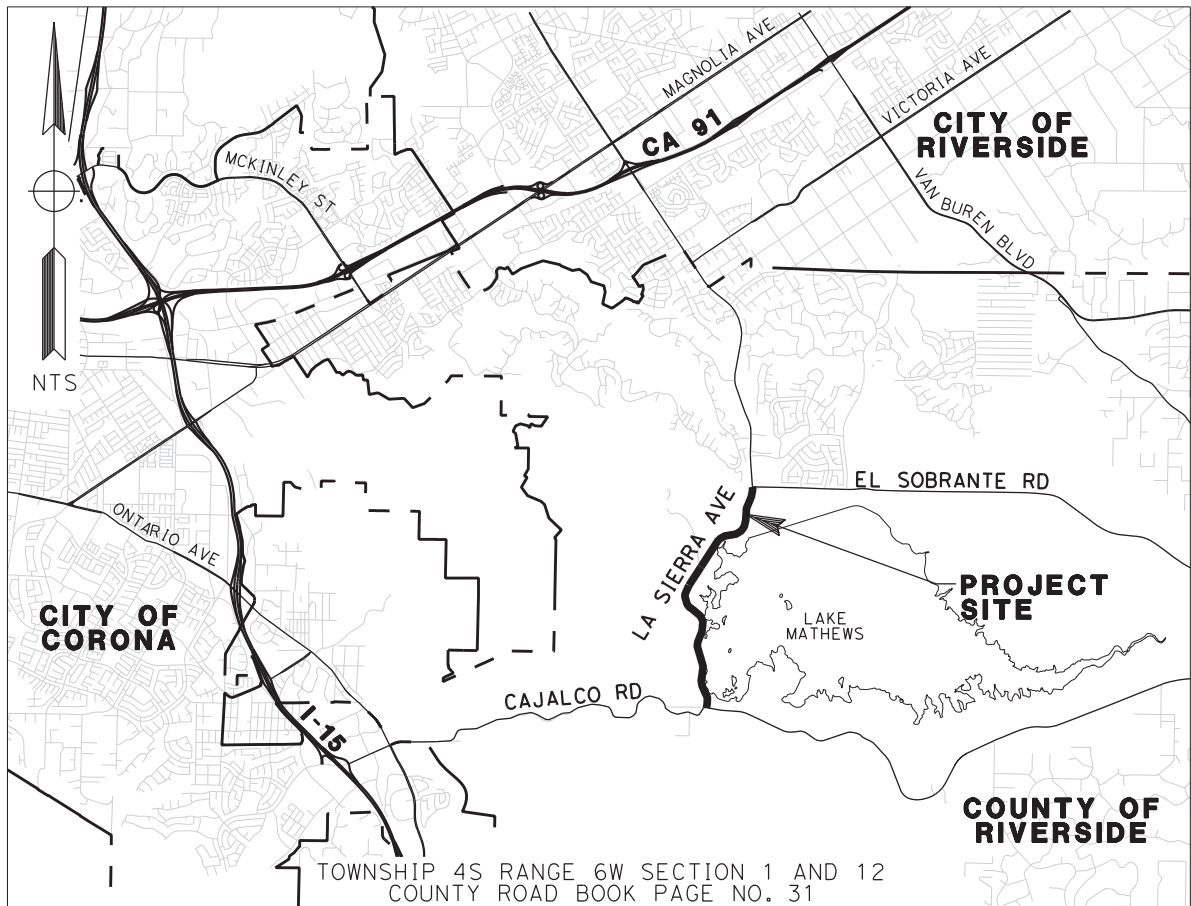 MAGNOLIA AVE
CA 91
VICTORIA AVE
CITY OF
RIVERSIDE
MCKINLEY ST
VAN BUREN BLVD
NTS
EL SOBRANTE RD
LA SIERRA AVE
ONTARIO AVE
PROJECT
SITE
CITY OF
CORONA
LAKE
MATHEWS
CAJALCO RD
I-15
COUNTY OF
RIVERSIDE
TOWNSHIP 4S RANGE 6W SECTION 1 AND 12
COUNTY ROAD BOOK PAGE NO. 31